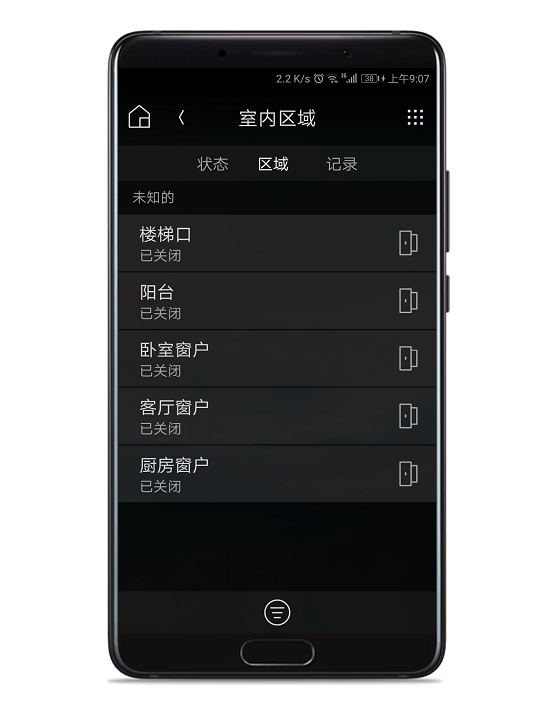 2.2 K/s 36 38 上午9:07
室内区域
状态 区域 记录
未知的
楼梯口
已关闭
阳台
已关闭
卧室窗户
已关闭
客厅窗户
已关闭
厨房窗户
已关闭